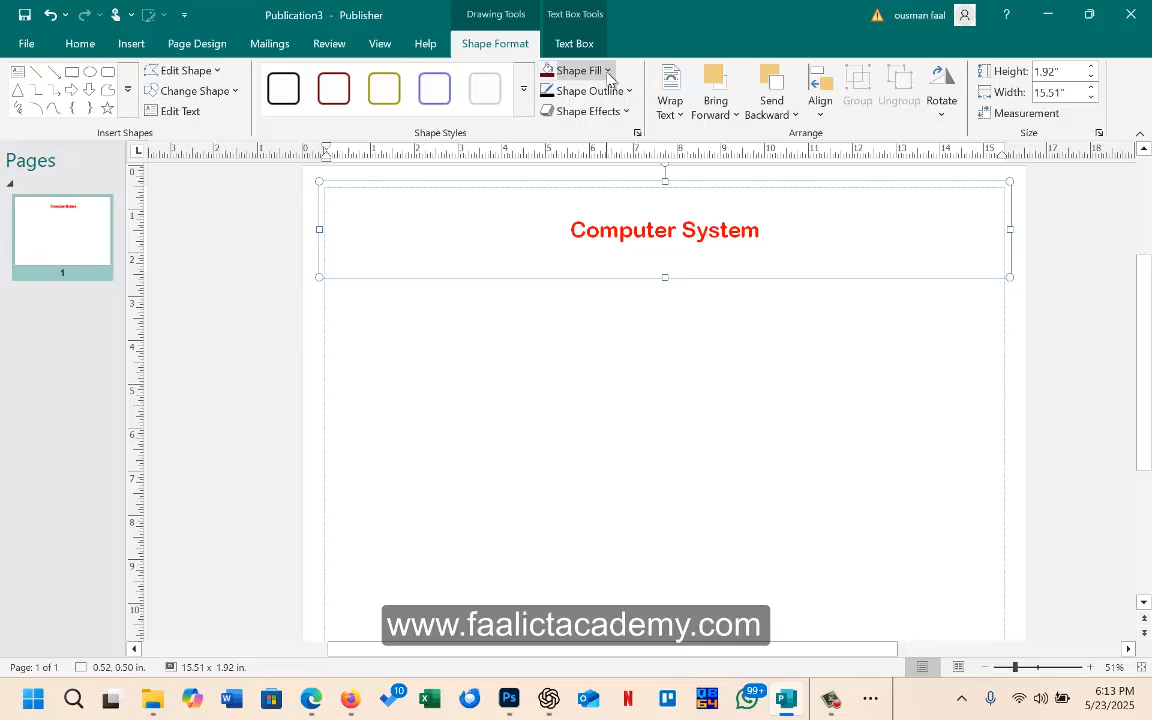 Publication3 - Publisher
Drawing Tools
Text Box Tools
ousman faal
File
Home
Insert
Page Design
Mailings
Review
View
Help
Shape Format
Text Box
Edit Shape
Change Shape
Edit Text
Insert Shapes
Shape Styles
Shape Fill
Shape Outline
Shape Effects
Wrap Text
Bring Forward
Send Backward
Align
Group
Ungroup
Rotate
Arrange
Height: 1.92"
Width: 15.51"
Measurement
Size
Pages
1
Computer System
www.faalictacademy.com
Page: 1 of 1
0.52, 0.50 in.
15.51 x 1.92 in.
51%
10
99+
6:13 PM
5/23/2025